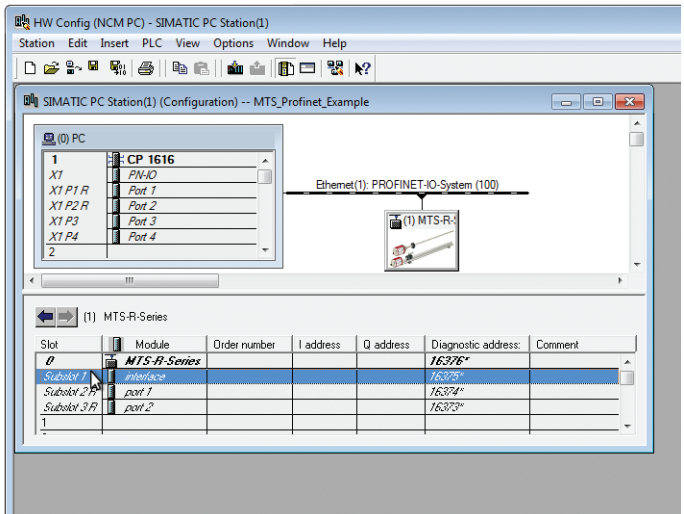 HW Config (NCM PC) - SIMATIC PC Station(1)
Station Edit Insert PLC View Options Window Help
SIMATIC PC Station(1) (Configuration) -- MTS_Profinet_Example
(0) PC
1 CP 1616
X1 PN-IO
X1 P1 R Port 1
X1 P2 R Port 2
X1 P3 Port 3
X1 P4 Port 4
2
Ethernet(1): PROFINET-IO-System (100)
(1) MTS-R-S
(1) MTS-R-Series
Slot Module Order number I address Q address Diagnostic address: Comment
0 MTS-R-Series 16376*
Subslot 1 interface 16375*
Subslot 2 R port 1 16374*
Subslot 3 R port 2 16373*
1